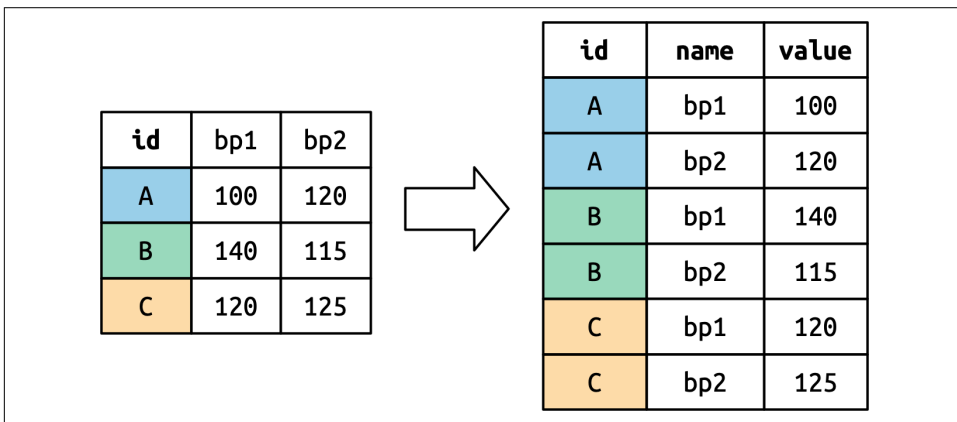 id bp1 bp2
A 100 120
B 140 115
C 120 125
id name value
A bp1 100
A bp2 120
B bp1 140
B bp2 115
C bp1 120
C bp2 125